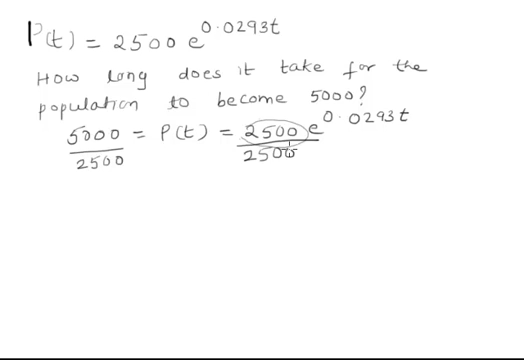 P(t) = 2500 e^0.0293t
How long does it take for the
population to become 5000?
5000/2500 = P(t) = 2500 e^0.0293t/2500